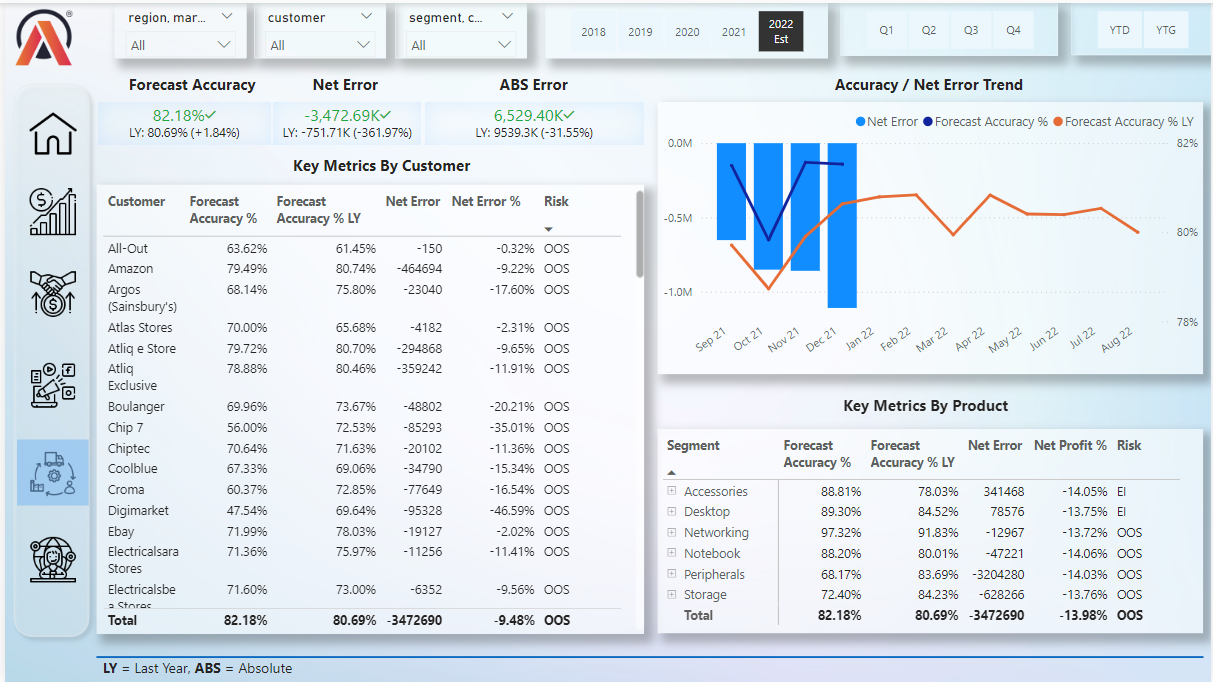 ®
region, mar... customer segment, c...
All All All
2018 2019 2020 2021 2022 Est
Q1 Q2 Q3 Q4
YTD YTG
Forecast Accuracy Net Error ABS Error
82.18% -3,472.69K 6,529.40K
LY: 80.69% (+1.84%) LY: -751.71K (-361.97%) LY: 9539.3K (-31.55%)
Key Metrics By Customer
Customer Forecast Accuracy % Forecast Accuracy % LY Net Error Net Error % Risk
All-Out 63.62% 61.45% -150 -0.32% OOS
Amazon 79.49% 80.74% -464694 -9.22% OOS
Argos (Sainsbury's) 68.14% 75.80% -23040 -17.60% OOS
Atlas Stores 70.00% 65.68% -4182 -2.31% OOS
Atliq e Store 79.72% 80.70% -294868 -9.65% OOS
Atliq Exclusive 78.88% 80.46% -359242 -11.91% OOS
Boulanger 69.96% 73.67% -48802 -20.21% OOS
Chip 7 56.00% 72.53% -85293 -35.01% OOS
Chiptec 70.64% 71.63% -20102 -11.36% OOS
Coolblue 67.33% 69.06% -34790 -15.34% OOS
Croma 60.37% 72.85% -77649 -16.54% OOS
Digimarket 47.54% 69.64% -95328 -46.59% OOS
Ebay 71.99% 78.03% -19127 -2.02% OOS
Electricalsara Stores 71.36% 75.97% -11256 -11.41% OOS
Electricalsbea Stores 71.60% 73.00% -6352 -9.56% OOS
Total 82.18% 80.69% -3472690 -9.48% OOS
Accuracy / Net Error Trend
Net Error Forecast Accuracy % Forecast Accuracy % LY
0.0M 82%
-0.5M 80%
-1.0M
78%
Sep 21 Oct 21 Nov 21 Dec 21 Jan 22 Feb 22 Mar 22 Apr 22 May 22 Jun 22 Jul 22 Aug 22
Key Metrics By Product
Segment Forecast Accuracy % Forecast Accuracy % LY Net Error Net Profit % Risk
Accessories 88.81% 78.03% 341468 -14.05% EI
Desktop 89.30% 84.52% 78576 -13.75% EI
Networking 97.32% 91.83% -12967 -13.72% OOS
Notebook 88.20% 80.01% -47221 -14.06% OOS
Peripherals 68.17% 83.69% -3204280 -14.03% OOS
Storage 72.40% 84.23% -628266 -13.76% OOS
Total 82.18% 80.69% -3472690 -13.98% OOS
LY = Last Year, ABS = Absolute